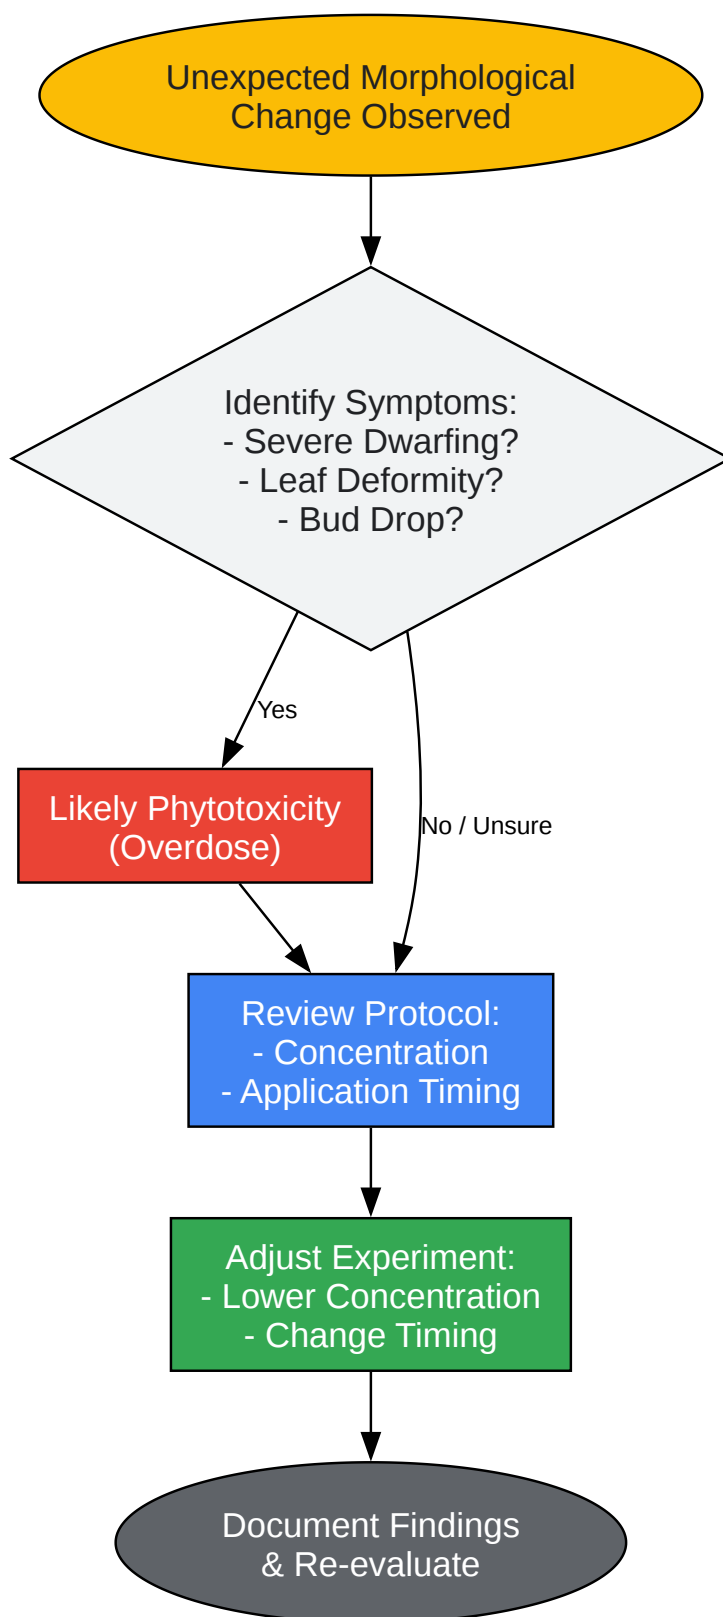 Unexpected Morphological
Change Observed
Identify Symptoms:
- Severe Dwarfing?
- Leaf Deformity?
- Bud Drop?
Yes
Likely Phytotoxicity
(Overdose)
No / Unsure
Review Protocol:
- Concentration
- Application Timing
Adjust Experiment:
- Lower Concentration
- Change Timing
Document Findings
& Re-evaluate